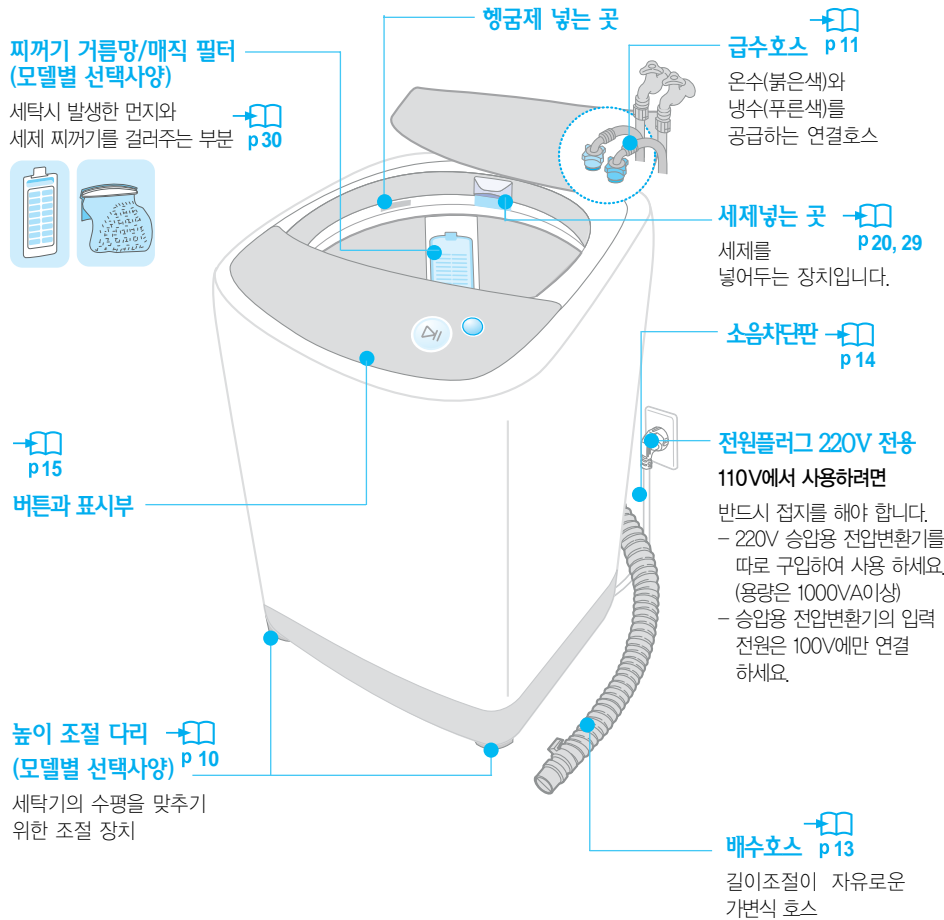 헹굼제 넣는 곳
찌꺼기 거름망/매직 필터
(모델별 선택사양)
세탁시 발생한 먼지와
세제 찌꺼기를 걸러주는 부분
p30
급수호스 p11
온수(붉은색)와
냉수(푸른색)를
공급하는 연결호스
세제넣는 곳
p20, 29
세제를
넣어두는 장치입니다.
소음차단판
p14
p15
버튼과 표시부
전원플러그 220V 전용
110V에서 사용하려면
반드시 접지를 해야 합니다.
- 220V 승압용 전압변환기를
따로 구입하여 사용 하세요.
(용량은 1000VA이상)
- 승압용 전압변환기의 입력
전원은 100V에만 연결
하세요.
높이 조절 다리
(모델별 선택사양) p 10
세탁기의 수평을 맞추기
위한 조절 장치
배수호스 p13
길이조절이 자유로운
가변식 호스